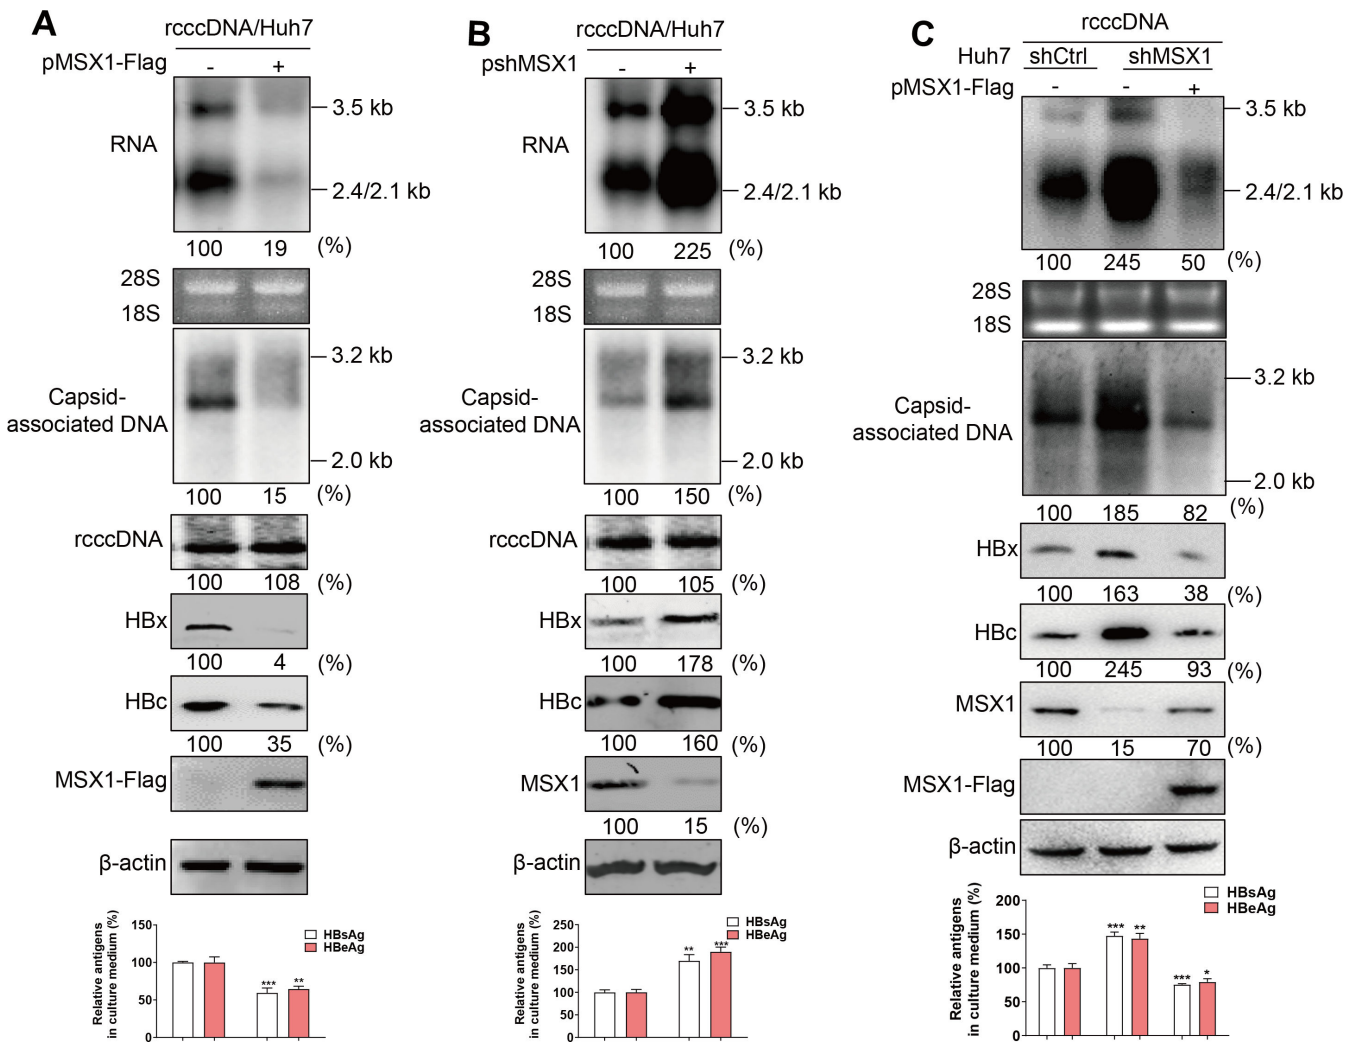 A
rcccDNA/Huh7
pMSX1-Flag - +
RNA
3.5 kb
2.4/2.1 kb
100 19 (%)
28S
18S
Capsid-
associated DNA
3.2 kb
2.0 kb
100 15 (%)
rcccDNA
100 108 (%)
HBx
100 4 (%)
HBc
100 35 (%)
MSX1-Flag
β-actin
Relative antigens
in culture medium (%)
150
100
50
0
HBsAg
HBeAg
*** **
B
rcccDNA/Huh7
pshMSX1 - +
RNA
3.5 kb
2.4/2.1 kb
100 225 (%)
28S
18S
Capsid-
associated DNA
3.2 kb
2.0 kb
100 150 (%)
rcccDNA
100 105 (%)
HBx
100 178 (%)
HBc
100 160 (%)
MSX1
100 15 (%)
β-actin
Relative antigens
in culture medium (%)
250
200
150
100
50
0
HBsAg
HBeAg
** ***
C
rcccDNA
Huh7 shCtrl shMSX1
pMSX1-Flag - - +
3.5 kb
2.4/2.1 kb
100 245 50 (%)
28S
18S
Capsid-
associated DNA
3.2 kb
2.0 kb
100 185 82 (%)
HBx
100 163 38 (%)
HBc
100 245 93 (%)
MSX1
100 15 70 (%)
MSX1-Flag
β-actin
Relative antigens
in culture medium (%)
200
150
100
50
0
HBsAg
HBeAg
*** ** *** *